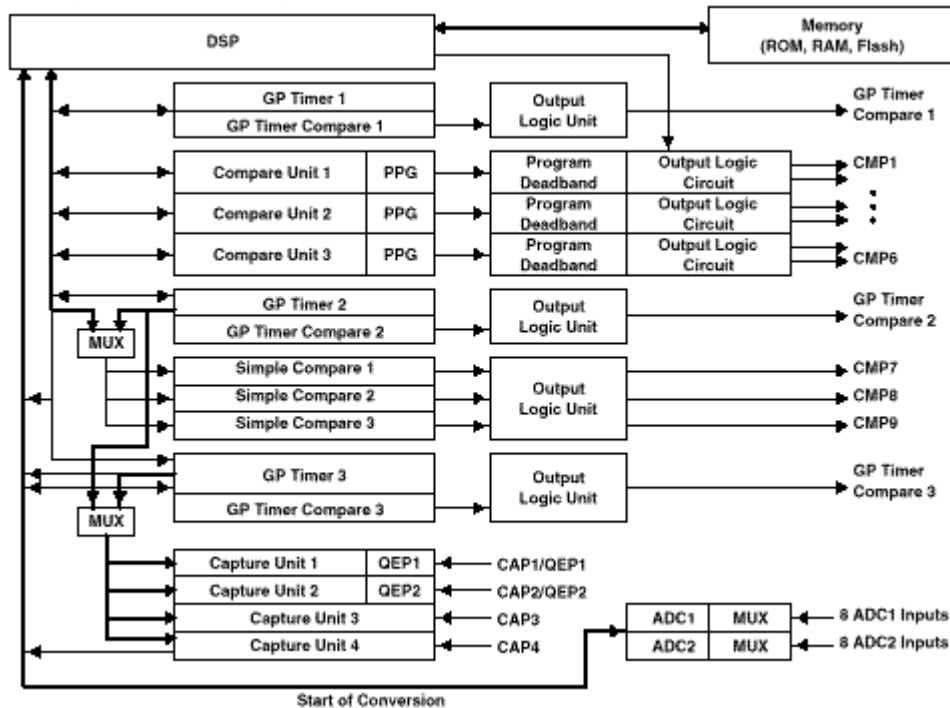 DSP
Memory
(ROM, RAM, Flash)
GP Timer 1
GP Timer Compare 1
Output
Logic Unit
GP Timer
Compare 1
Compare Unit 1
PPG
Program
Deadband
Output Logic
Circuit
CMP1
Compare Unit 2
PPG
Program
Deadband
Output Logic
Circuit
Compare Unit 3
PPG
Program
Deadband
Output Logic
Circuit
CMP6
GP Timer 2
GP Timer Compare 2
Output
Logic Unit
GP Timer
Compare 2
MUX
Simple Compare 1
Simple Compare 2
Simple Compare 3
Output
Logic Unit
CMP7
CMP8
CMP9
GP Timer 3
GP Timer Compare 3
Output
Logic Unit
GP Timer
Compare 3
MUX
Capture Unit 1
QEP1
CAP1/QEP1
Capture Unit 2
QEP2
CAP2/QEP2
Capture Unit 3
CAP3
Capture Unit 4
CAP4
ADC1
MUX
8 ADC1 Inputs
ADC2
MUX
8 ADC2 Inputs
Start of Conversion